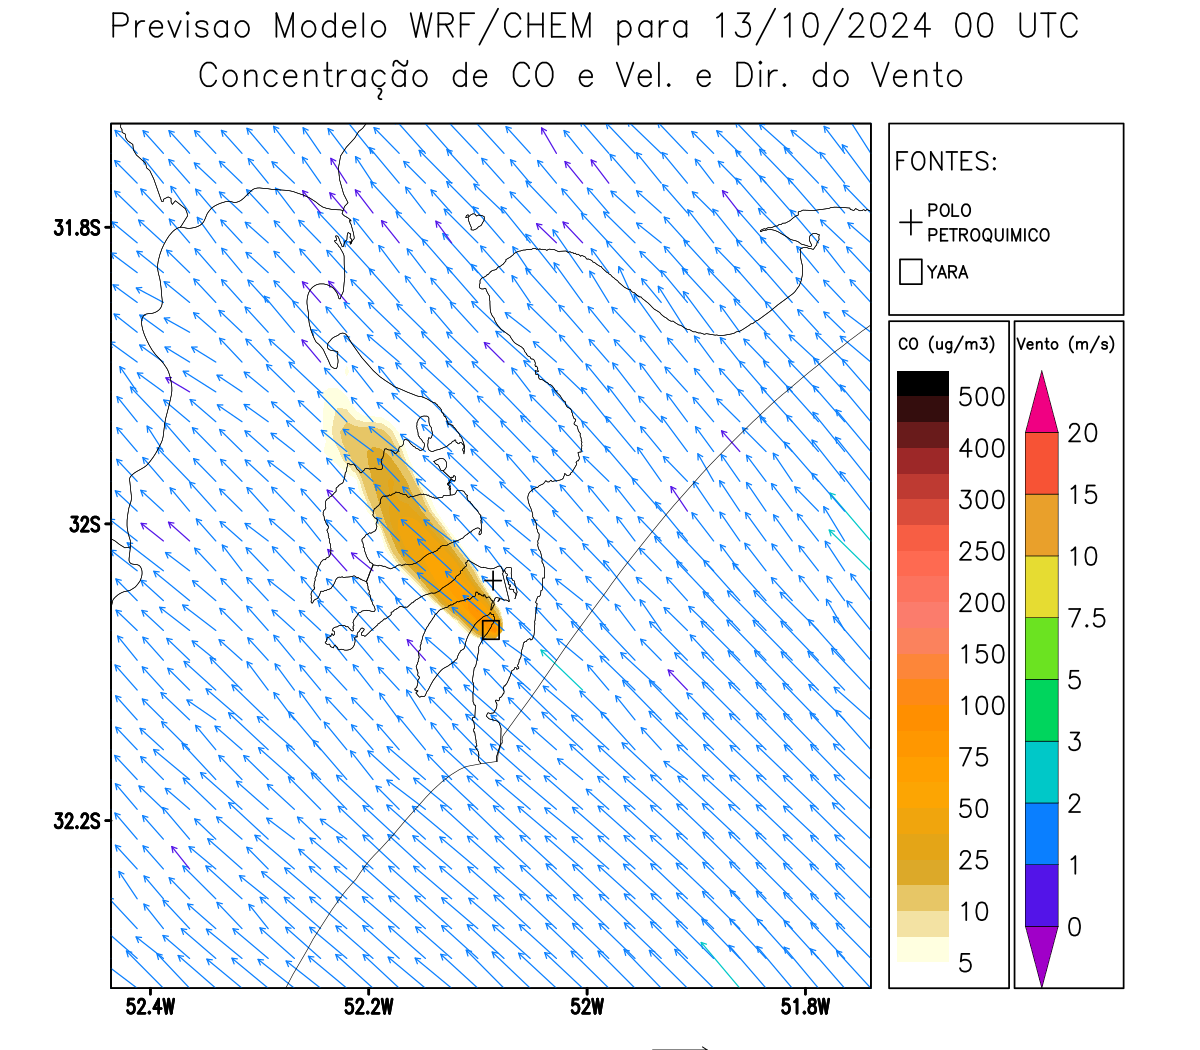 Previsao Modelo WRF/CHEM para 13/10/2024 00 UTC
Concentração de CO e Vel. e Dir. do Vento
FONTES:
POLO
PETROQUIMICO
YARA
31.8S
32S
32.2S
52.4W
52.2W
52W
51.8W
CO (ug/m3)
500
400
300
250
200
150
100
75
50
25
10
5
Vento (m/s)
20
15
10
7.5
5
3
2
1
0